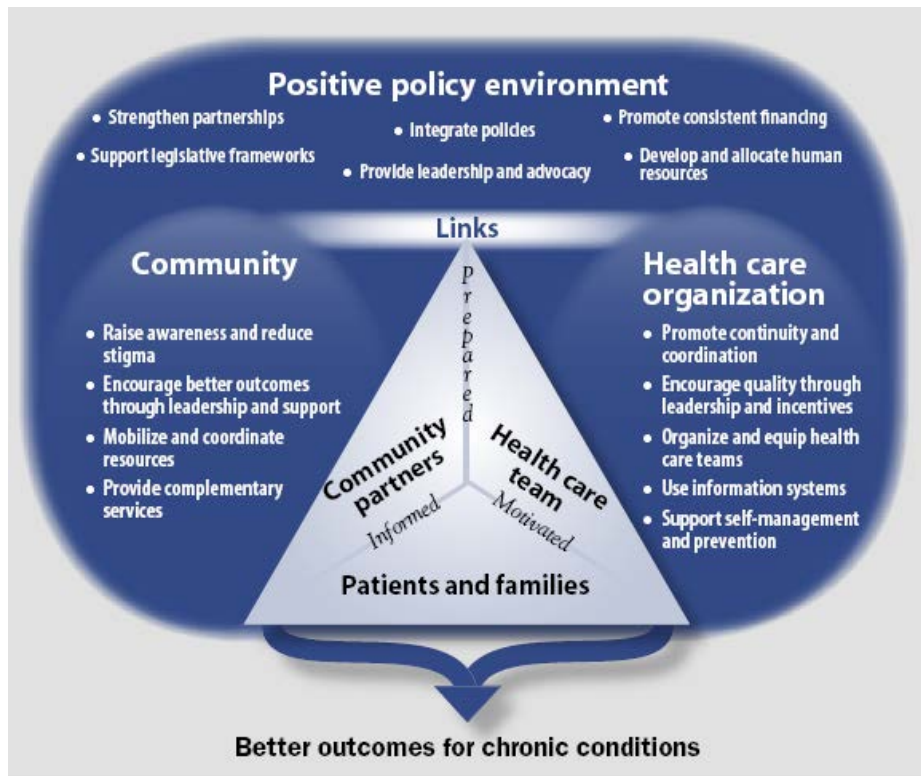 Positive policy environment
• Strengthen partnerships
• Support legislative frameworks
• Integrate policies
• Provide leadership and advocacy
• Promote consistent financing
• Develop and allocate human
resources
Links
Community
• Raise awareness and reduce
stigma
• Encourage better outcomes
through leadership and support
• Mobilize and coordinate
resources
• Provide complementary
services
Health care
organization
• Promote continuity and
coordination
• Encourage quality through
leadership and incentives
• Organize and equip health
care teams
• Use information systems
• Support self-management
and prevention
prepared
Community
partners
Informed
Health care
team
Motivated
Patients and families
Better outcomes for chronic conditions